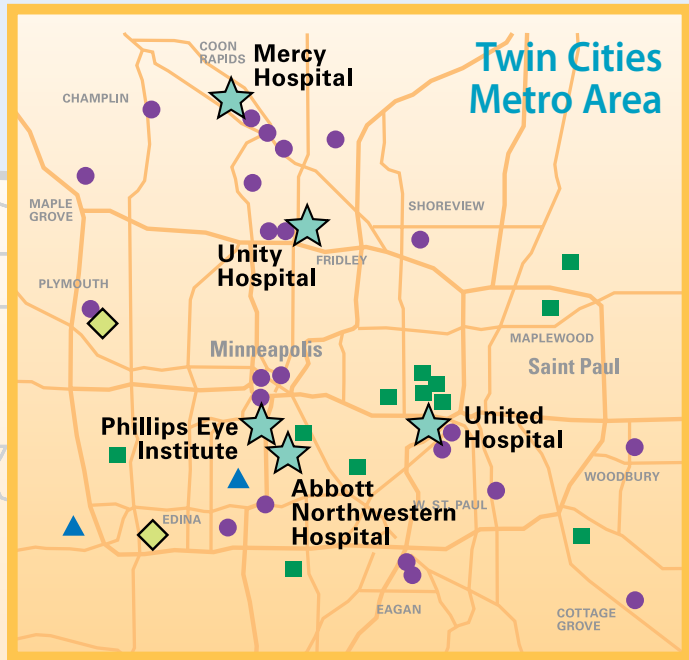 Twin Cities
Metro Area
COON
RAPIDS
Mercy
Hospital
CHAMPLIN
MAPLE
GROVE
SHOREVIEW
Unity
Hospital
FRIDLEY
PLYMOUTH
MAPLEWOOD
Minneapolis
Saint Paul
Phillips Eye
Institute
United
Hospital
WOODBURY
Abbott
Northwestern
Hospital
W. ST. PAUL
EDINA
EAGAN
COTTAGE
GROVE